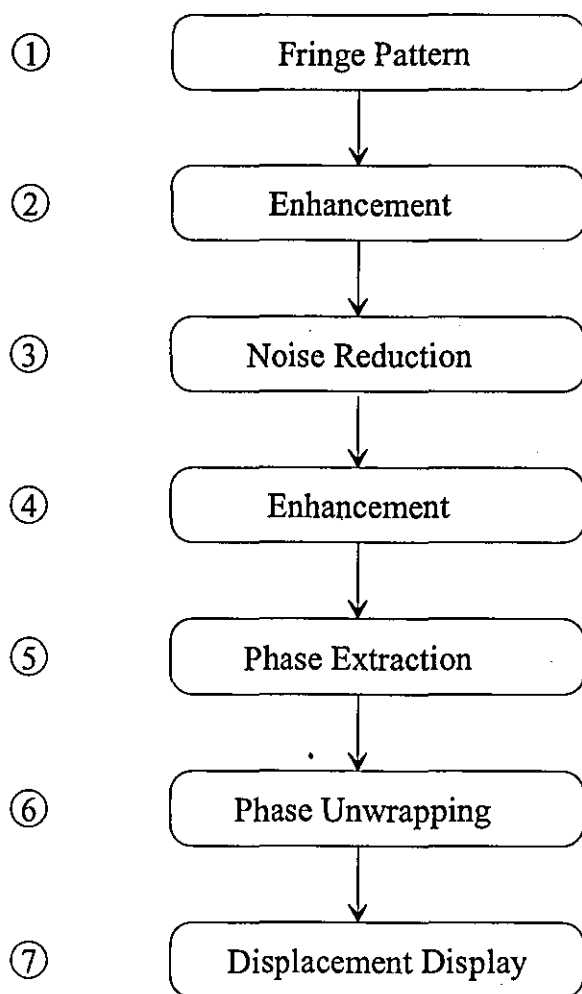 ① Fringe Pattern
② Enhancement
③ Noise Reduction
④ Enhancement
⑤ Phase Extraction
⑥ Phase Unwrapping
⑦ Displacement Display